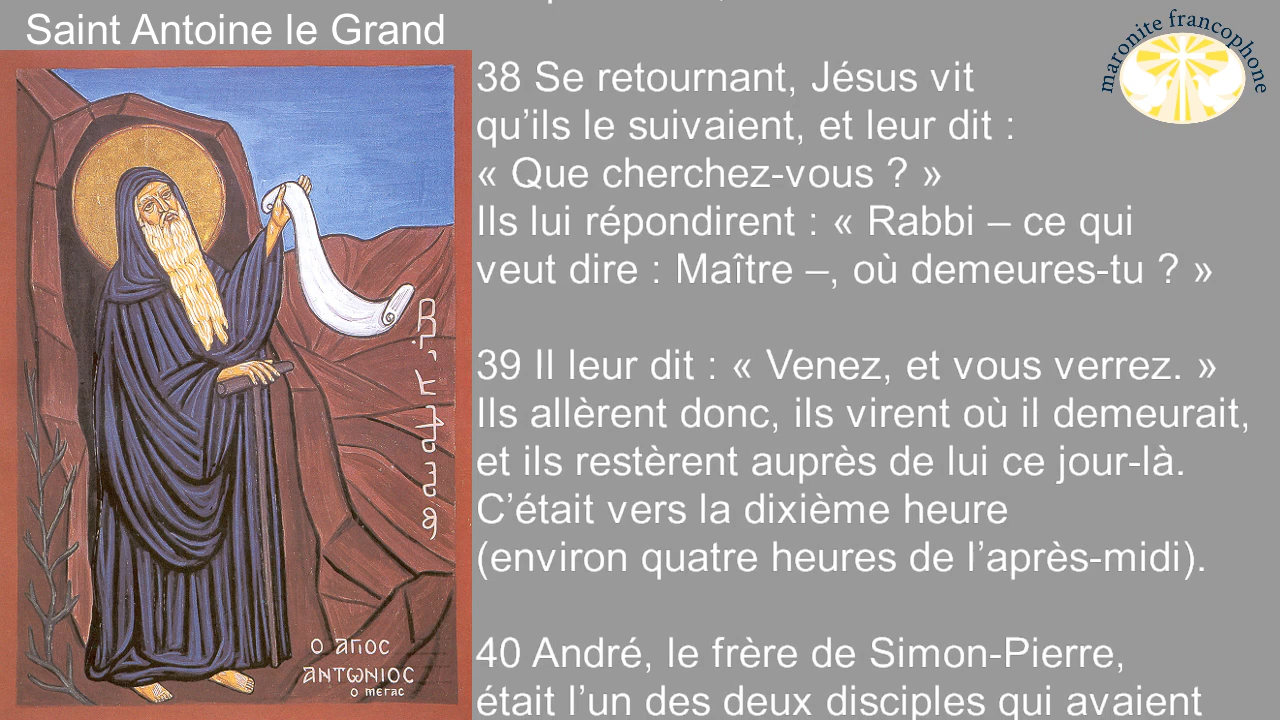 Saint Antoine le Grand
maronite francophone
38 Se retournant, Jésus vit
qu’ils le suivaient, et leur dit :
« Que cherchez-vous ? »
Ils lui répondirent : « Rabbi – ce qui
veut dire : Maître –, où demeures-tu ? »
39 Il leur dit : « Venez, et vous verrez. »
Ils allèrent donc, ils virent où il demeurait,
et ils restèrent auprès de lui ce jour-là.
C’était vers la dixième heure
(environ quatre heures de l’après-midi).
40 André, le frère de Simon-Pierre,
était l’un des deux disciples qui avaient
Ο ΑΓΙΟC
ΑΝΤΩΝΙΟC
Ο ΜΕΓΑC